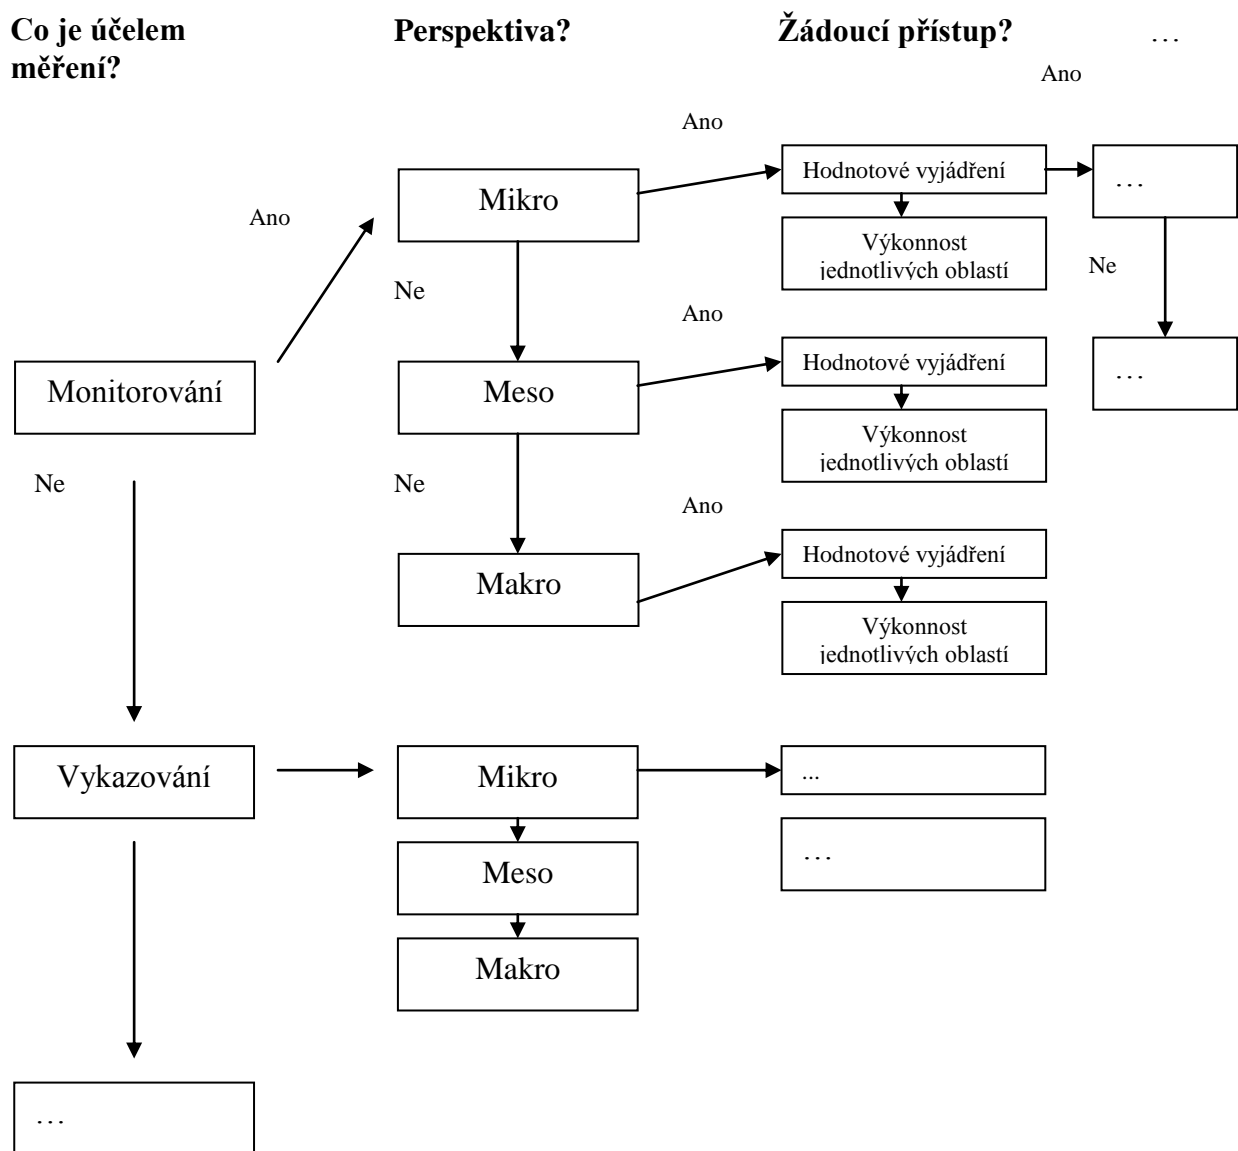 Co je účelem
měření?
Perspektiva?
Žádoucí přístup?
…
Ano
Ano
Hodnotové vyjádření
…
Mikro
Ano
Výkonnost
jednotlivých oblastí
Ne
Ne
Ano
Hodnotové vyjádření
…
Monitorování
Meso
Výkonnost
jednotlivých oblastí
Ne
Ne
Ano
Hodnotové vyjádření
Makro
Výkonnost
jednotlivých oblastí
Vykazování
Mikro
...
Meso
…
Makro
…